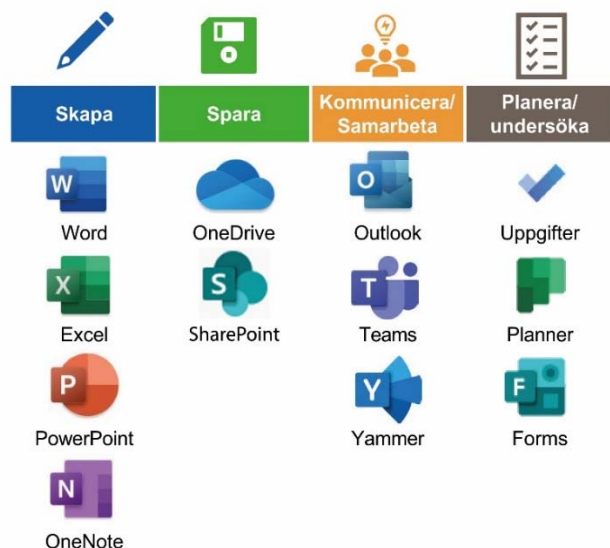 Skapa
Spara
Kommunicera/
Samarbeta
Planera/
undersöka
W
Word
OneDrive
O
Outlook
Uppgifter
X
Excel
S
SharePoint
T
Teams
Planner
P
PowerPoint
Y
Yammer
F
Forms
N
OneNote